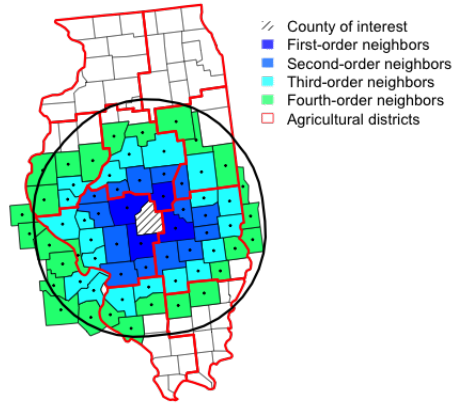 County of interest
First-order neighbors
Second-order neighbors
Third-order neighbors
Fourth-order neighbors
Agricultural districts